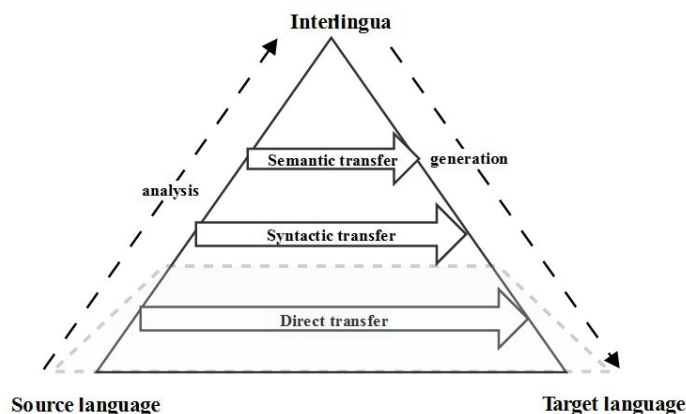 Interlingua
Semantic transfer
generation
analysis
Syntactic transfer
Direct transfer
Source language
Target language